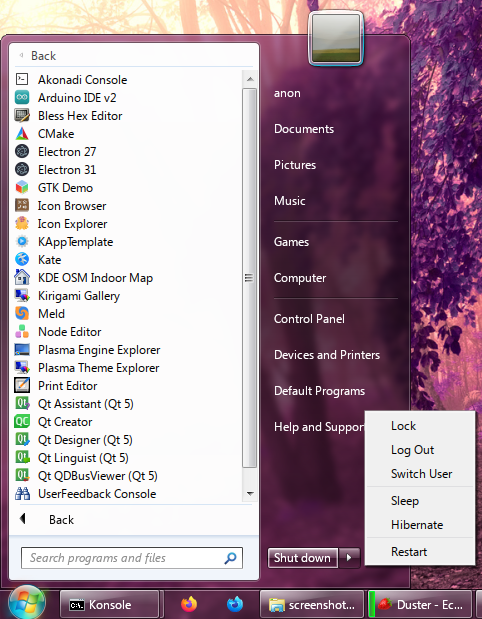 Back
Akonadi Console
Arduino IDE v2
Bless Hex Editor
CMake
Electron 27
Electron 31
GTK Demo
Icon Browser
Icon Explorer
KAppTemplate
Kate
KDE OSM Indoor Map
Kirigami Gallery
Meld
Node Editor
Plasma Engine Explorer
Plasma Theme Explorer
Print Editor
Qt Assistant (Qt 5)
Qt Creator
Qt Designer (Qt 5)
Qt Linguist (Qt 5)
Qt QDBusViewer (Qt 5)
UserFeedback Console
Back
Search programs and files
anon
Documents
Pictures
Music
Games
Computer
Control Panel
Devices and Printers
Default Programs
Help and Support
Shut down
Lock
Log Out
Switch User
Sleep
Hibernate
Restart
Konsole
screenshot...
Duster - Ec...